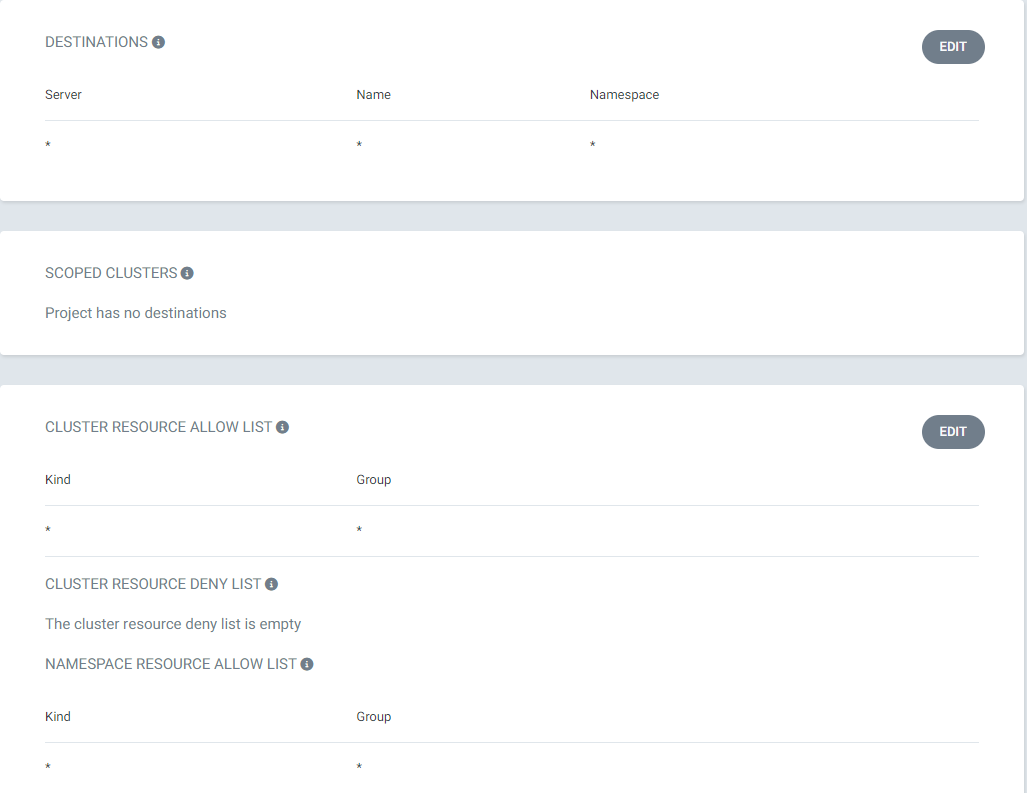 DESTINATIONS
EDIT
Server Name Namespace
* * *
SCOPED CLUSTERS
Project has no destinations
CLUSTER RESOURCE ALLOW LIST
EDIT
Kind Group
* *
CLUSTER RESOURCE DENY LIST
The cluster resource deny list is empty
NAMESPACE RESOURCE ALLOW LIST
Kind Group
* *